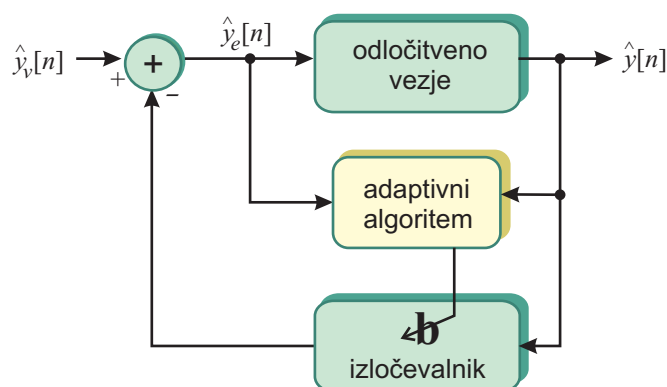 ŷᵥ[n]
+
+
−
ŷₑ[n]
odločitveno
vezje
ŷ[n]
adaptivni
algoritem
b
izločevalnik